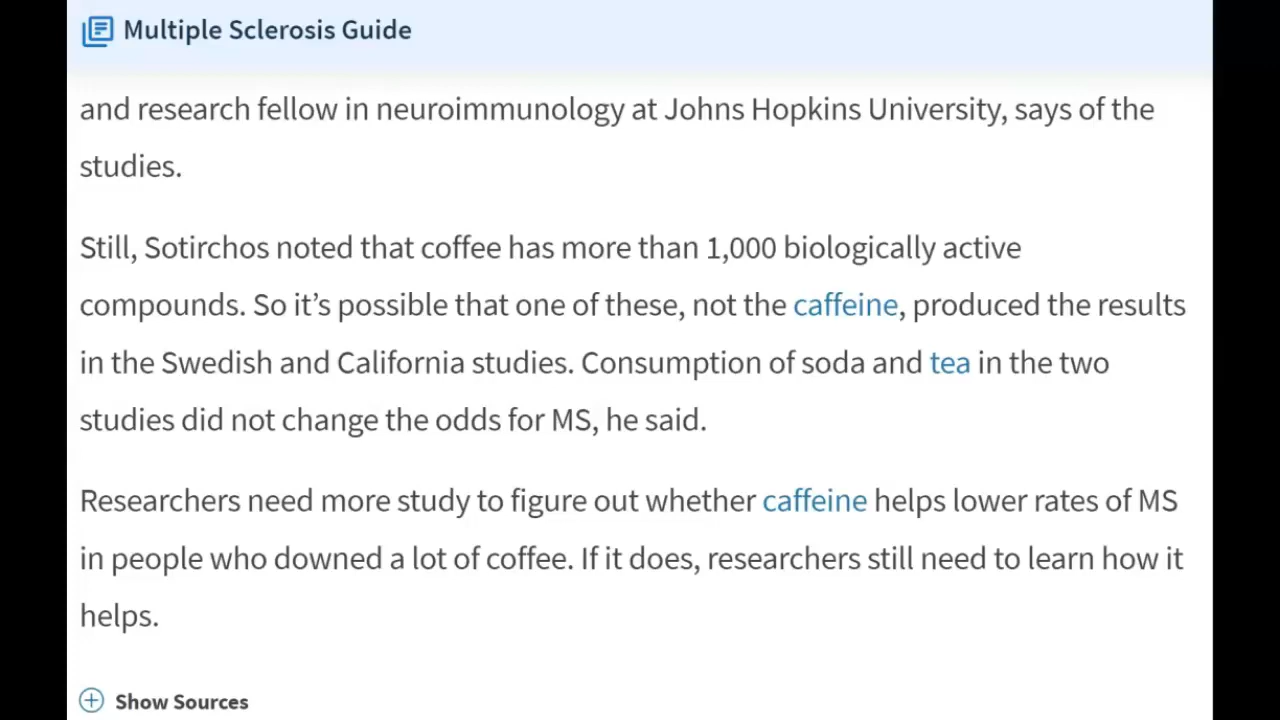 Multiple Sclerosis Guide
and research fellow in neuroimmunology at Johns Hopkins University, says of the
studies.
Still, Sotirchos noted that coffee has more than 1,000 biologically active
compounds. So it’s possible that one of these, not the caffeine, produced the results
in the Swedish and California studies. Consumption of soda and tea in the two
studies did not change the odds for MS, he said.
Researchers need more study to figure out whether caffeine helps lower rates of MS
in people who downed a lot of coffee. If it does, researchers still need to learn how it
helps.
Show Sources